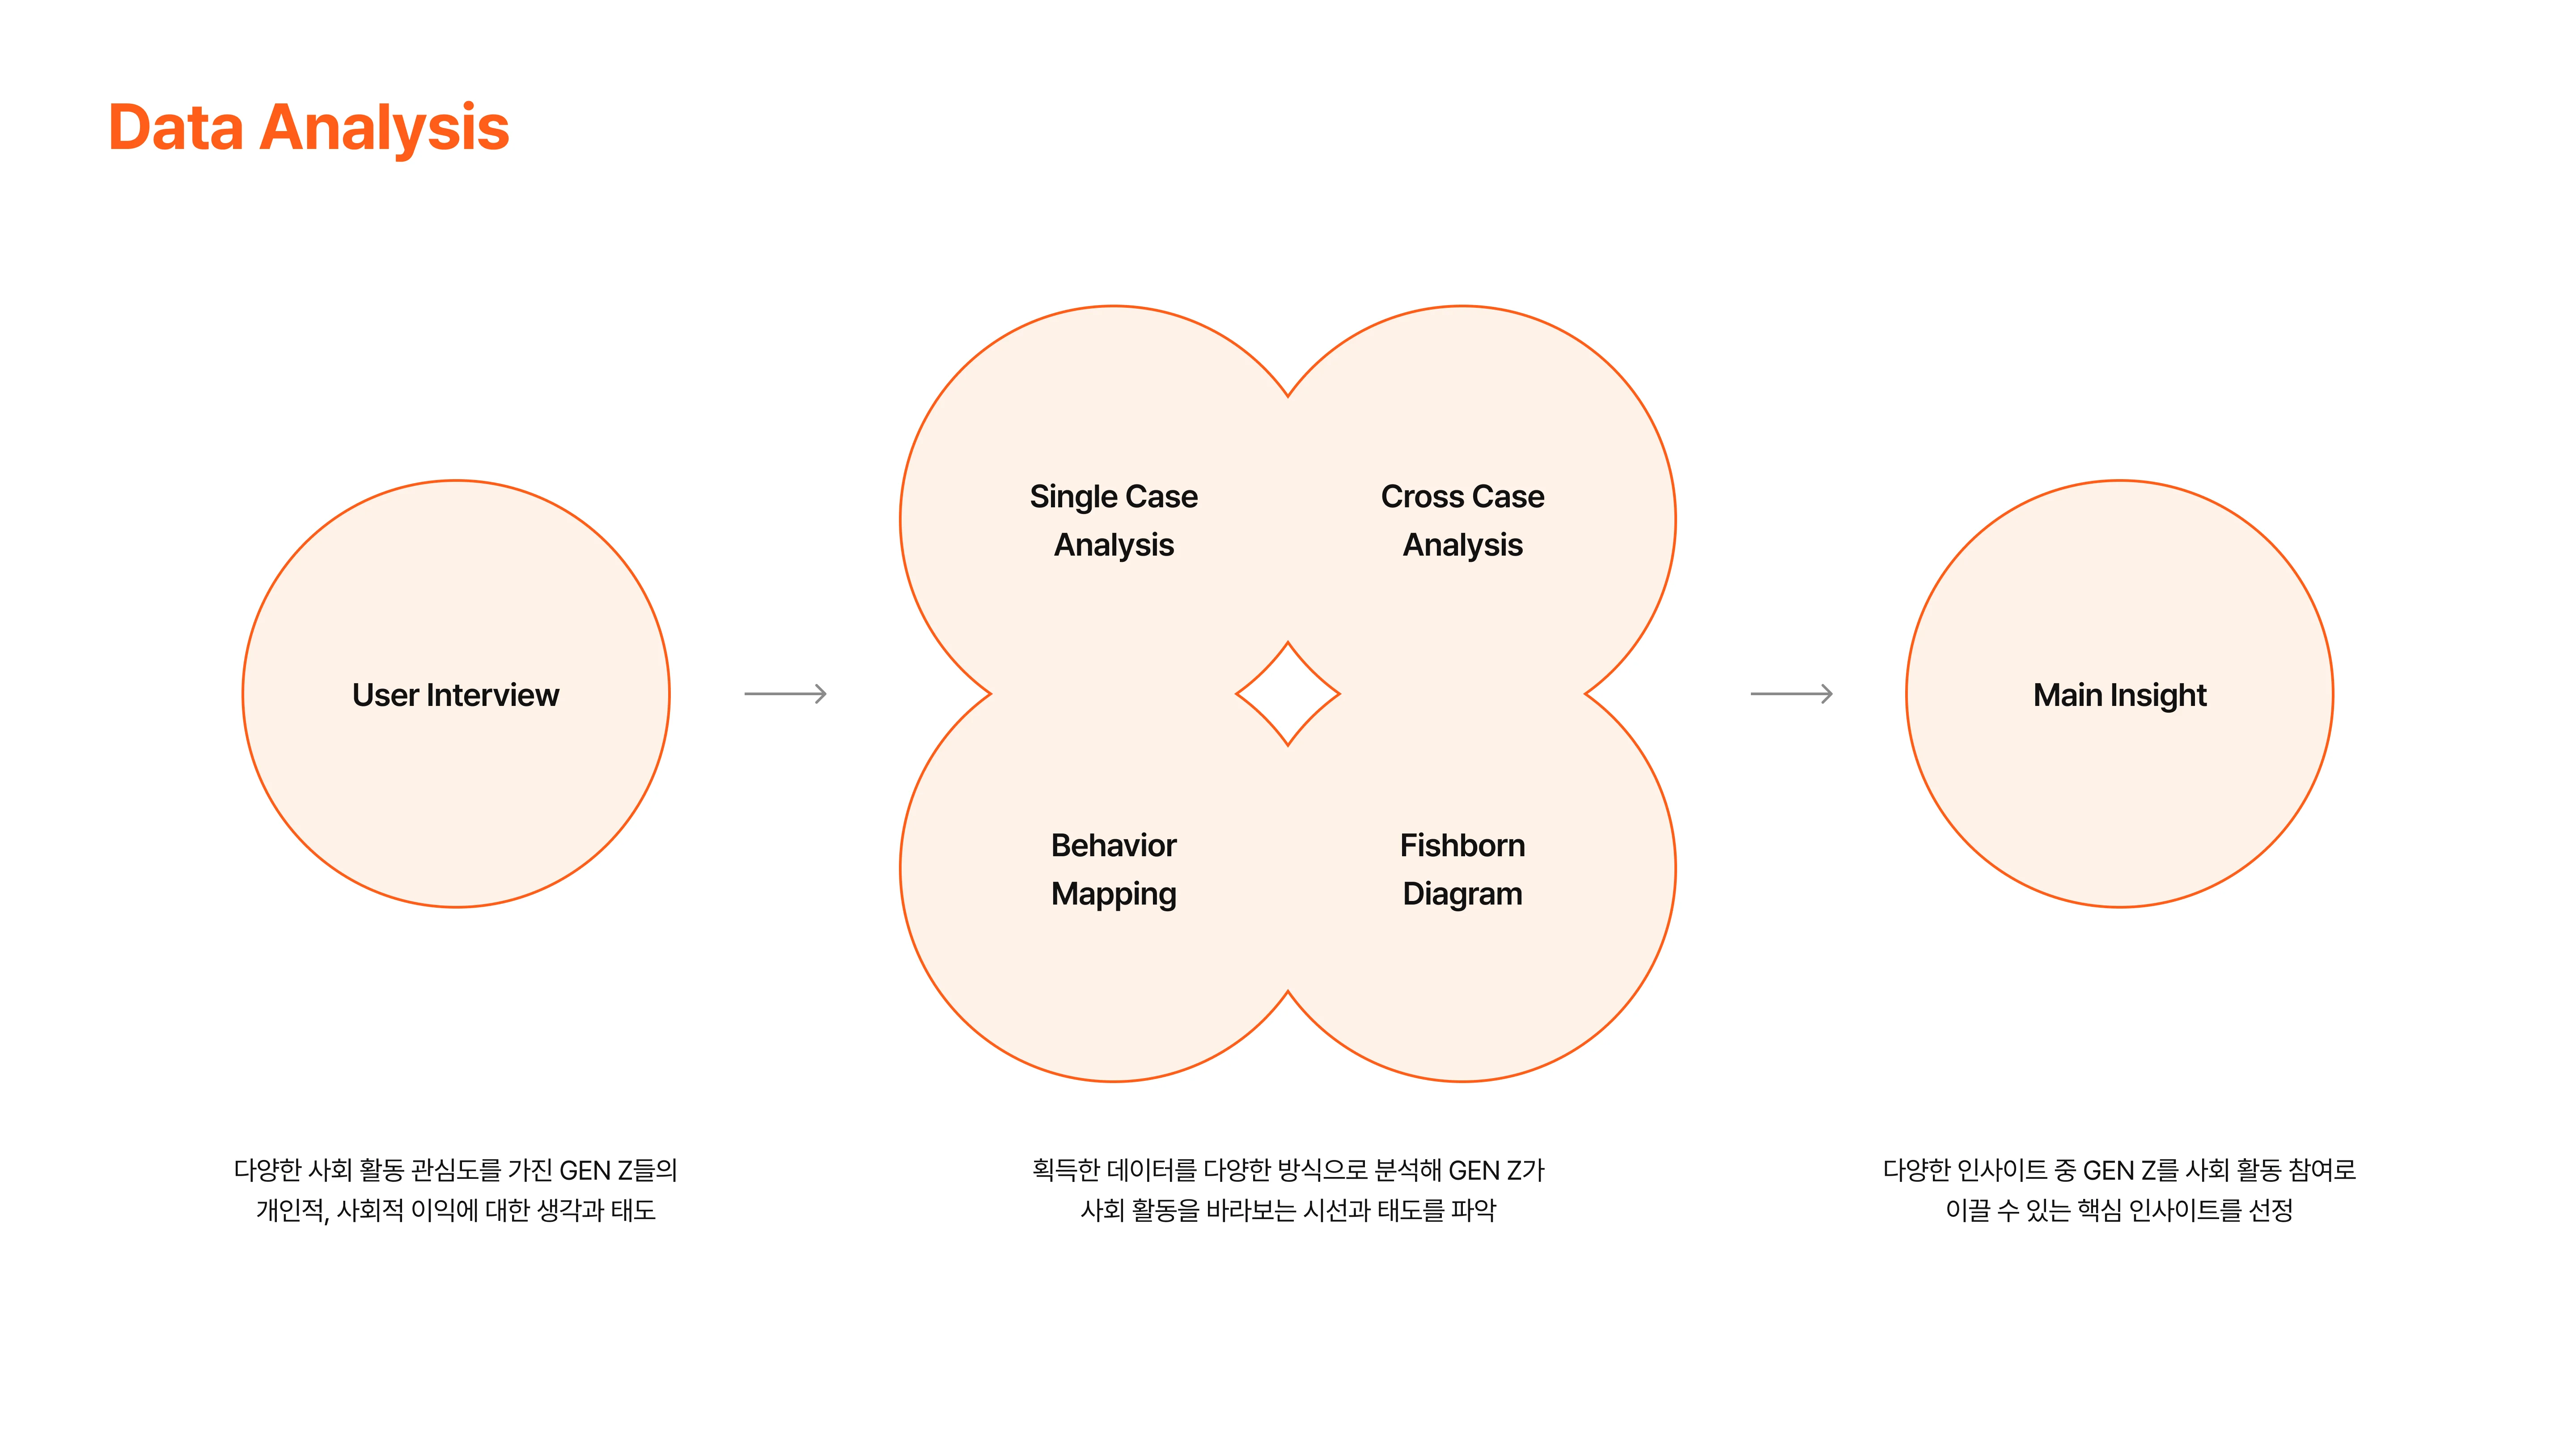 Data Analysis
User Interview
Single Case
Analysis
Cross Case
Analysis
Behavior
Mapping
Fishborn
Diagram
Main Insight
다양한 사회 활동 관심도를 가진 GEN Z들의
개인적, 사회적 이익에 대한 생각과 태도
획득한 데이터를 다양한 방식으로 분석해 GEN Z가
사회 활동을 바라보는 시선과 태도를 파악
다양한 인사이트 중 GEN Z를 사회 활동 참여로
이끌 수 있는 핵심 인사이트를 선정